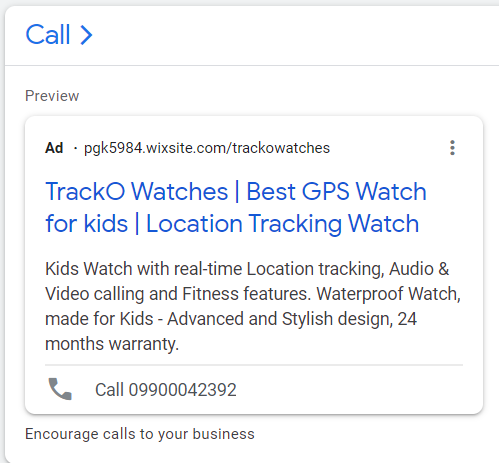 Call >
Preview
Ad · pgk5984.wixsite.com/trackowatches
TrackO Watches | Best GPS Watch
for kids | Location Tracking Watch
Kids Watch with real-time Location tracking, Audio &
Video calling and Fitness features. Waterproof Watch,
made for Kids - Advanced and Stylish design, 24
months warranty.
Call 09900042392
Encourage calls to your business